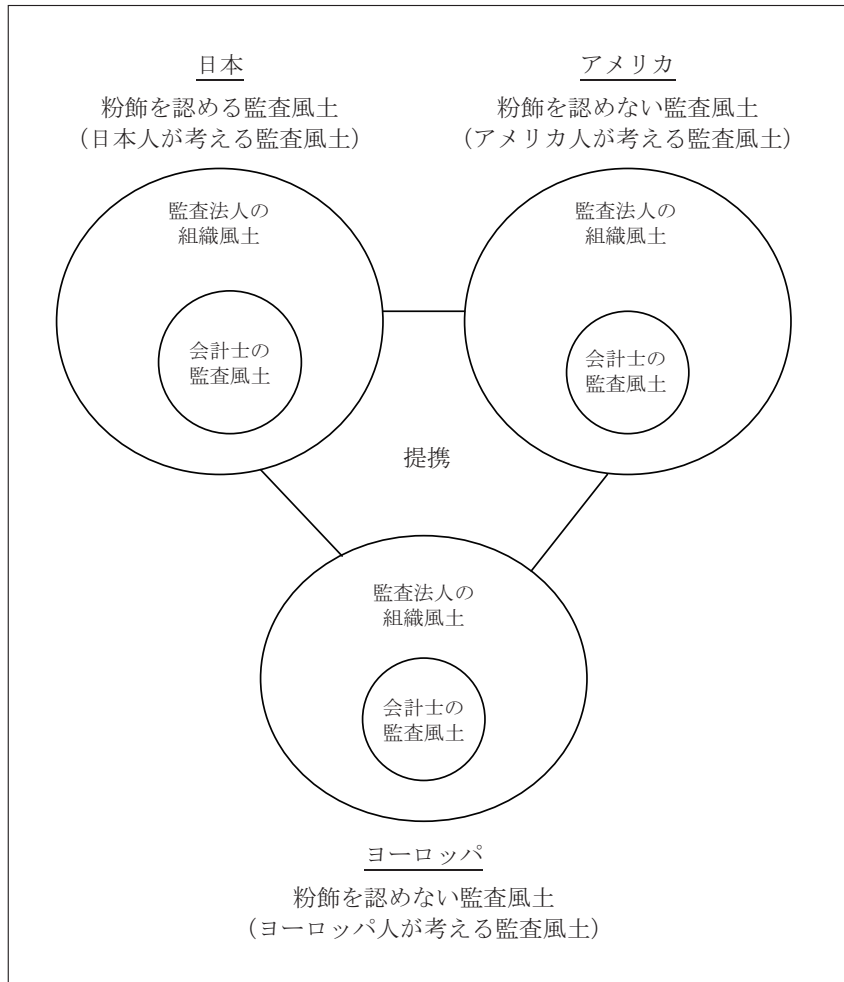 日本
粉飾を認める監査風土
（日本人が考える監査風土）
監査法人の
組織風土
会計士の
監査風土
アメリカ
粉飾を認めない監査風土
（アメリカ人が考える監査風土）
監査法人の
組織風土
会計士の
監査風土
提携
監査法人の
組織風土
会計士の
監査風土
ヨーロッパ
粉飾を認めない監査風土
（ヨーロッパ人が考える監査風土）